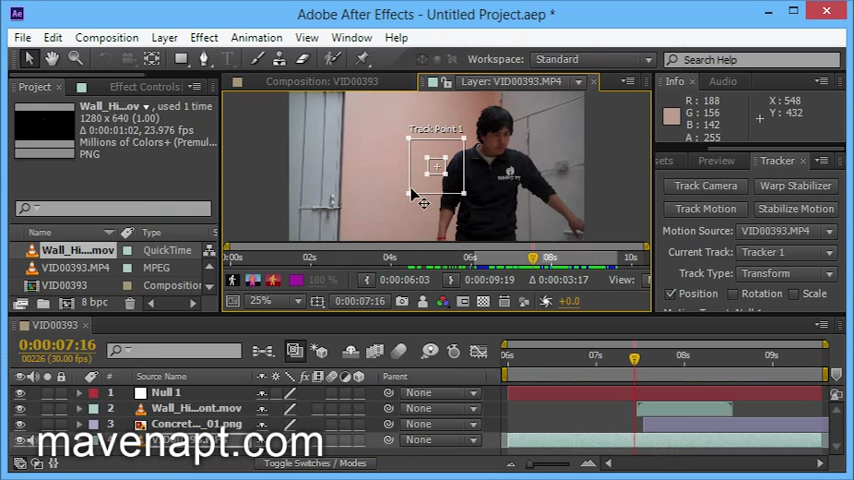 Ae Adobe After Effects - Untitled Project.aep *
File Edit Composition Layer Effect Animation View Window Help
Workspace: Standard Search Help
Project Effect Controls: Composition: VID00393 Layer: VID00393.MP4 Info Audio
Wall_Hi....ov , used 1 time
1280 x 640 (1.00)
Δ 0:00:01:02, 23.976 fps
Millions of Colors+ (Premul
PNG
R: 188
G: 156
B: 142
A: 255
X: 548
Y: 432
Track Point 1
sets Preview Tracker
Track Camera Warp Stabilizer
Track Motion Stabilize Motion
Motion Source: VID00393.MP4
Current Track: Tracker 1
Track Type: Transform
Position Rotation Scale
Name Type
Wall_Hi....mov QuickTime
VID00393.MP4 MPEG
VID00393 Composi
8 bpc
:00s 02s 04s 06s 08s 10s
100 % 0:00:06:03 0:00:09:19 Δ 0:00:03:17 View:
25% 0:00:07:16 +0.0
VID00393
0:00:07:16
00226 (30.00 fps)
06s 07s 08s 09s
# Source Name Parent
1 Null 1 None
2 Wall_Hi...ont.mov None
3 Concret..._01.png None
None
mavenapt.com
Toggle Switches / Modes